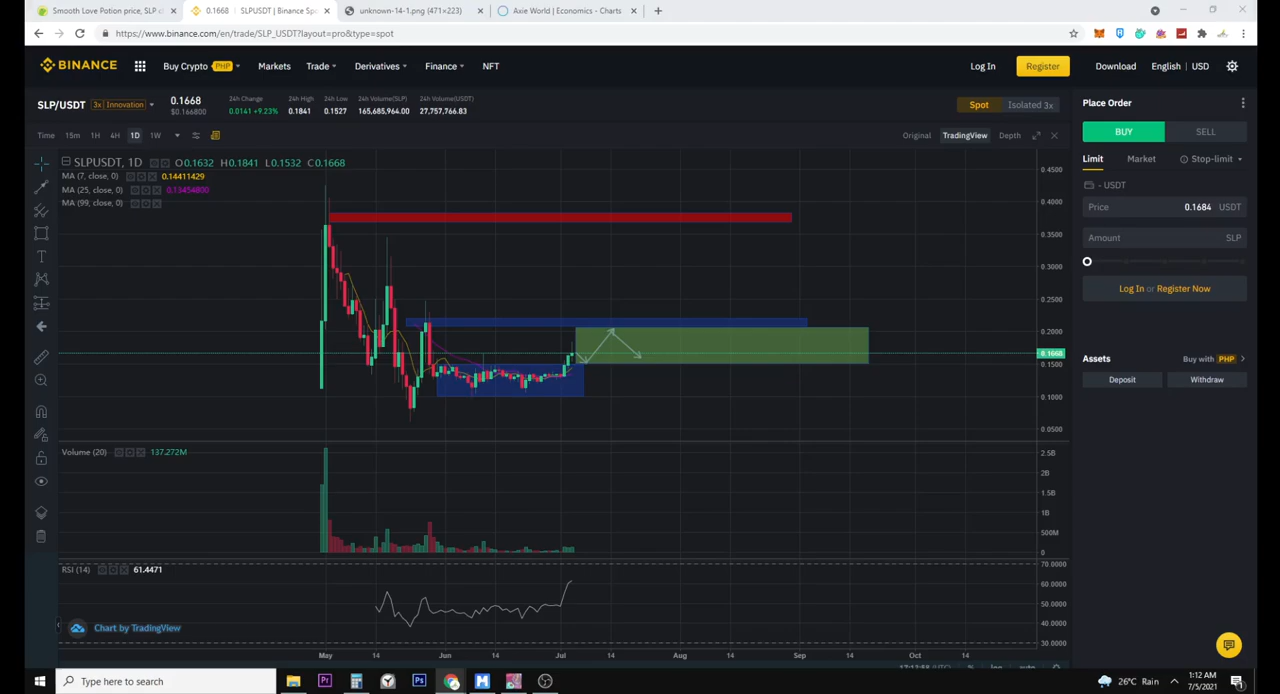 Smooth Love Potion price, SLP c
0.1668 | SLPUSDT | Binance Spo
unknown-14-1.png (471×223)
Axie World | Economics - Charts
https://www.binance.com/en/trade/SLP_USDT?layout=pro&type=spot
BINANCE
Buy Crypto PHP
Markets
Trade
Derivatives
Finance
NFT
Log In
Register
Download
English | USD
SLP/USDT 3x | Innovation
0.1668
$0.166800
24h Change
0.0141 +9.23%
24h High
0.1841
24h Low
0.1527
24h Volume(SLP)
165,685,964.00
24h Volume(USDT)
27,757,766.83
Spot
Isolated 3x
Time 15m 1H 4H 1D 1W
Original TradingView Depth
SLPUSDT, 1D O0.1632 H0.1841 L0.1532 C0.1668
MA (7, close, 0) 0.14411429
MA (25, close, 0) 0.13454800
MA (99, close, 0)
0.4500
0.4000
0.3500
0.3000
0.2500
0.2000
0.1668
0.1500
0.1000
0.0500
Volume (20) 137.272M
2.5B
2B
1.5B
1B
500M
0
RSI (14) 61.4471
70.0000
60.0000
50.0000
40.0000
30.0000
Chart by TradingView
May 14 Jun 14 Jul 14 Aug 14 Sep 14 Oct 14
Place Order
BUY
SELL
Limit
Market
Stop-limit
- USDT
Price 0.1684 USDT
Amount SLP
Log In or Register Now
Assets
Buy with PHP
Deposit
Withdraw
Type here to search
26°C Rain
1:12 AM
7/5/2021